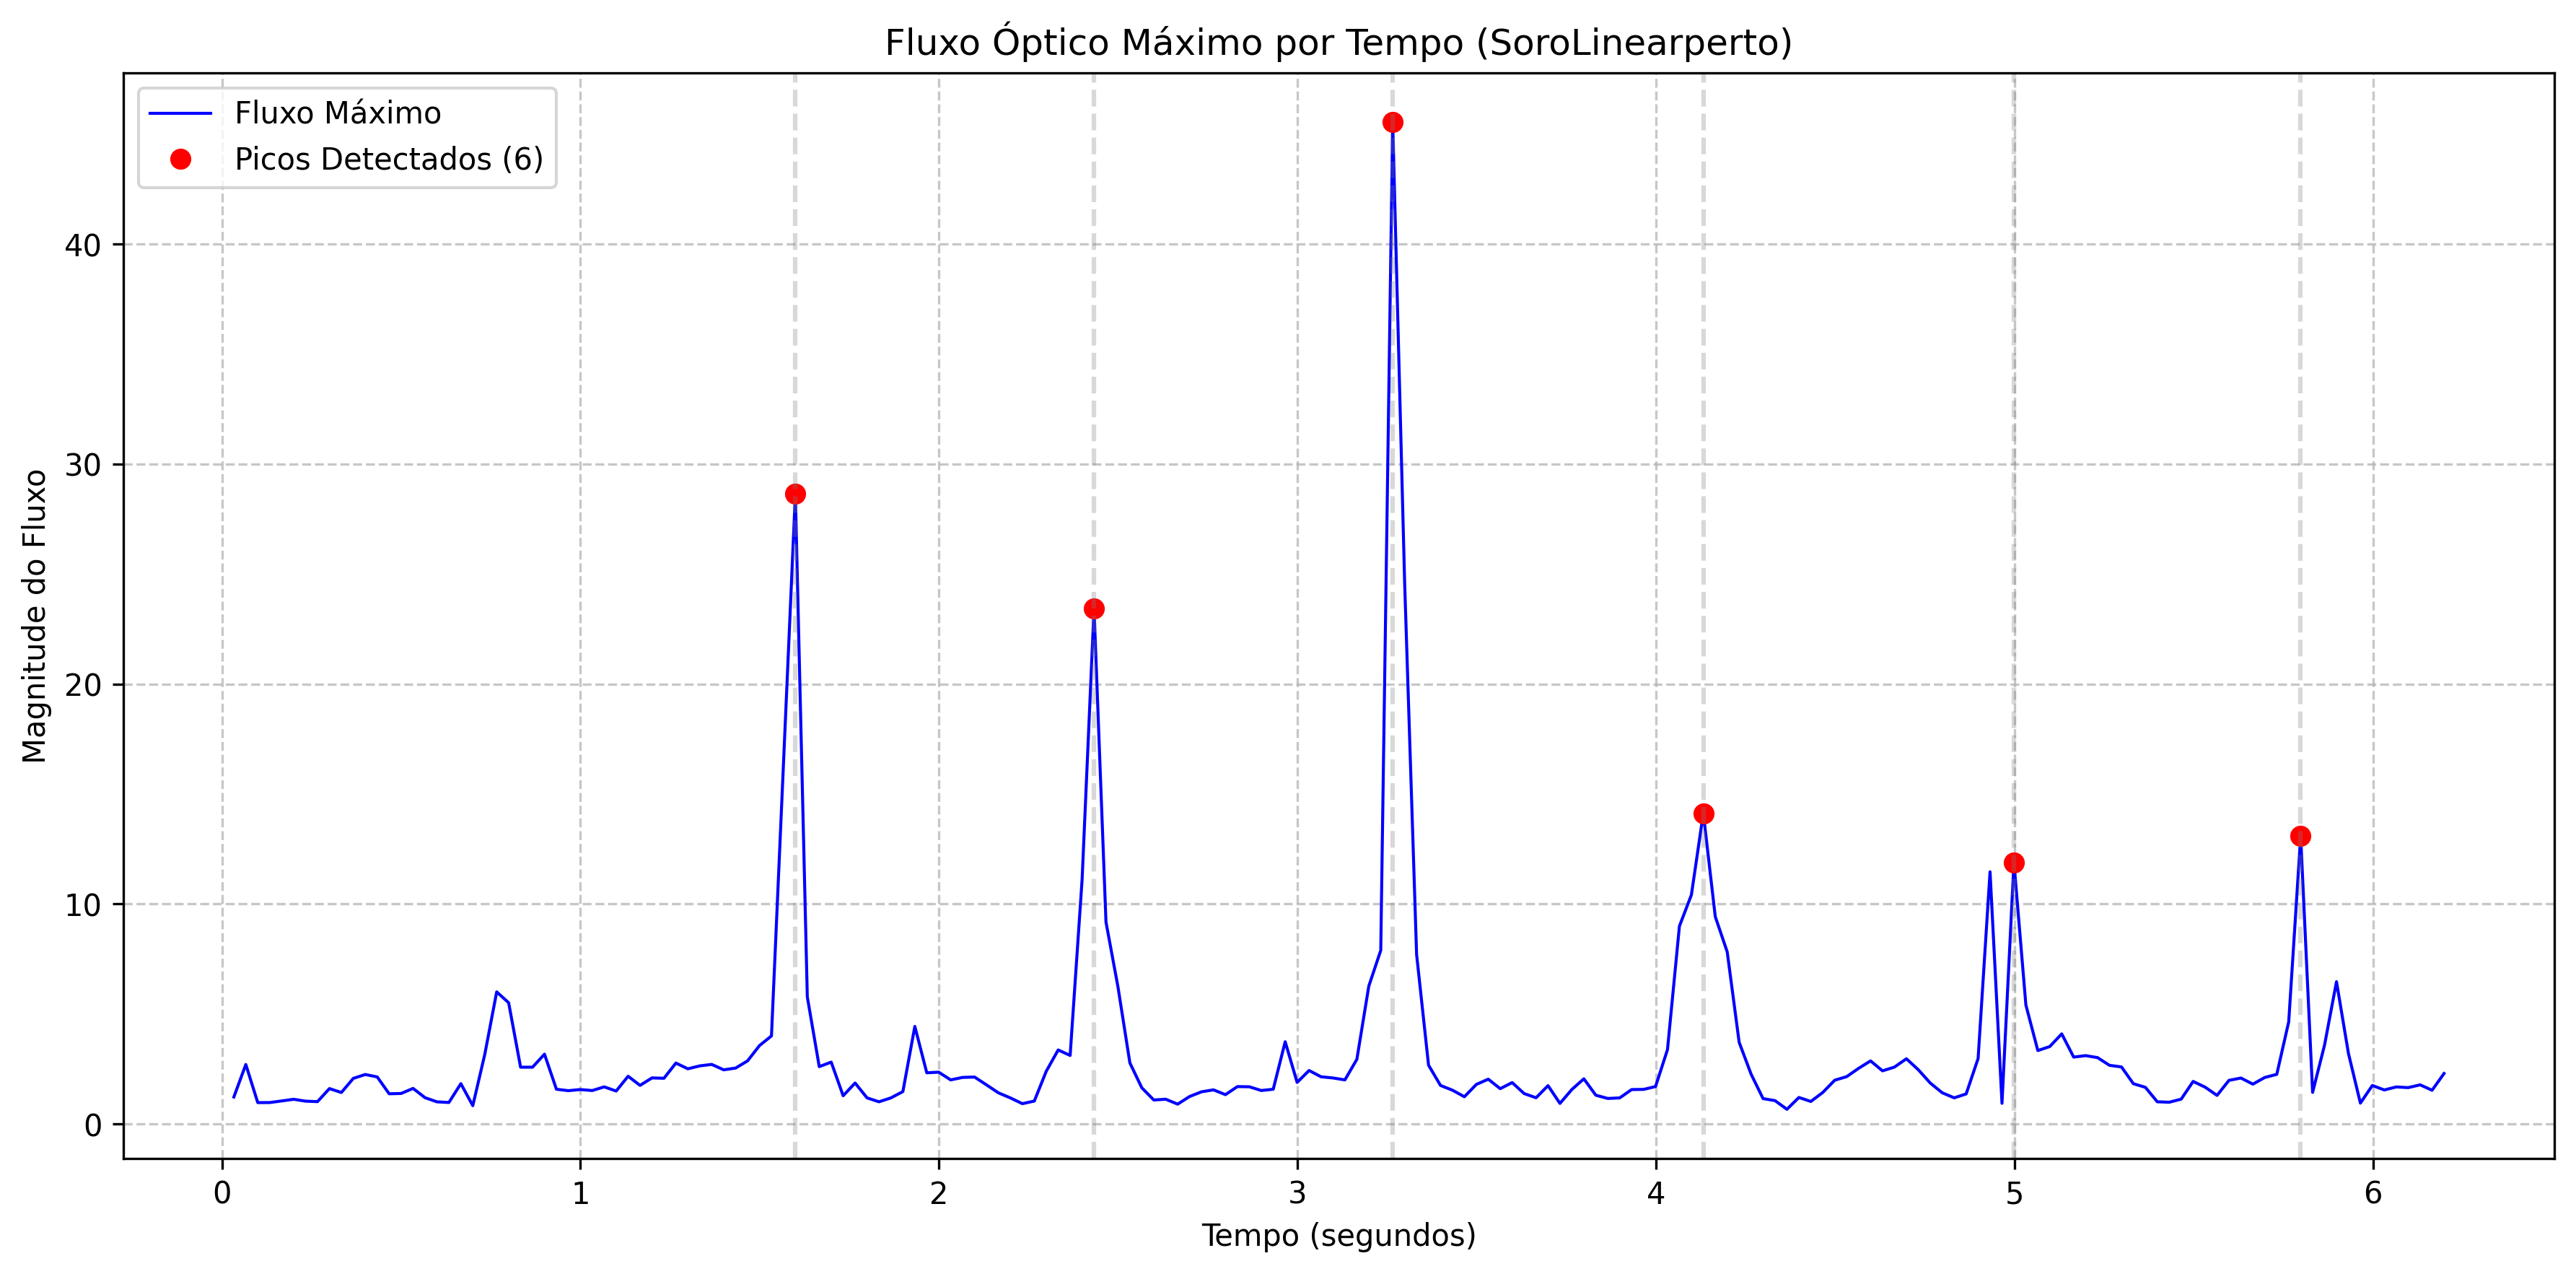 Fluxo Óptico Máximo por Tempo (SoroLinearperto)
Fluxo Máximo
Picos Detectados (6)
Magnitude do Fluxo
40
30
20
10
0
0 1 2 3 4 5 6
Tempo (segundos)